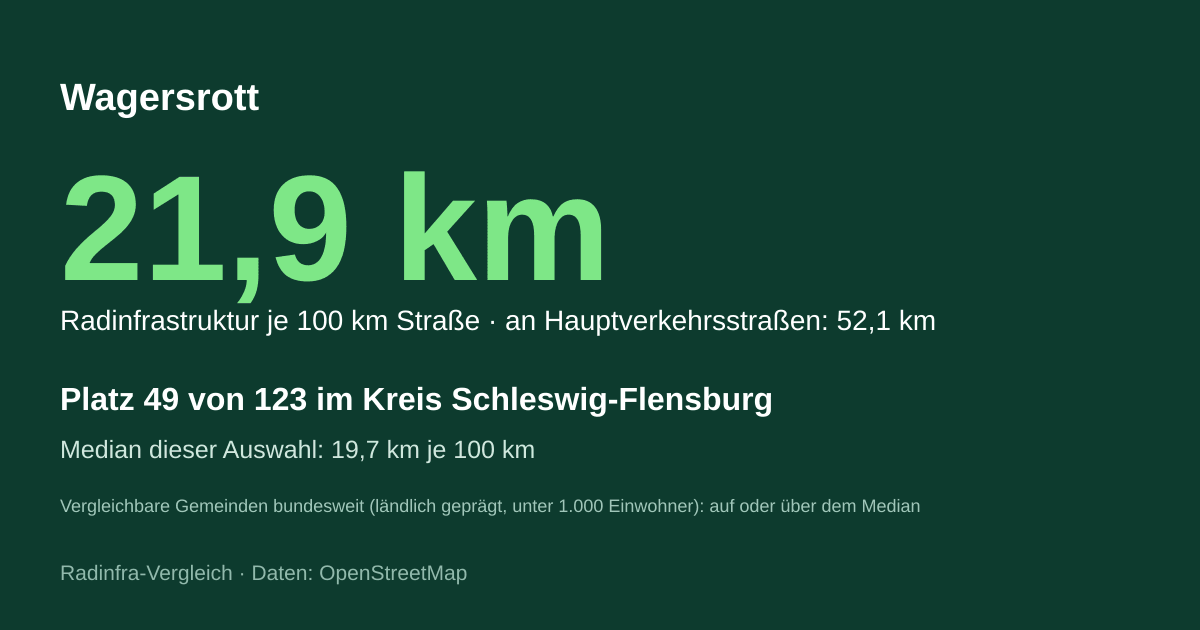 Wagersrott
21,9 km
Radinfrastruktur je 100 km Straße · an Hauptverkehrsstraßen: 52,1 km
Platz 49 von 123 im Kreis Schleswig-Flensburg
Median dieser Auswahl: 19,7 km je 100 km
Vergleichbare Gemeinden bundesweit (ländlich geprägt, unter 1.000 Einwohner): auf oder über dem Median
Radinfra-Vergleich · Daten: OpenStreetMap